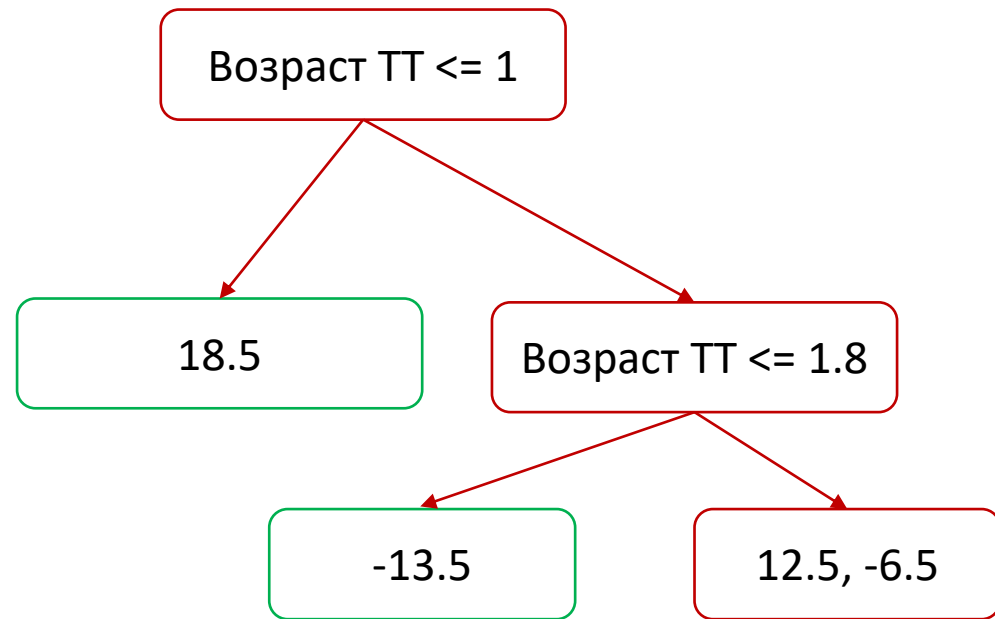 Возраст ТТ <= 1
18.5
Возраст ТТ <= 1.8
-13.5
12.5, -6.5